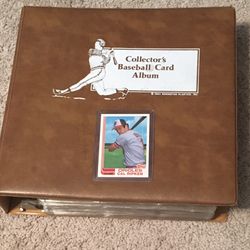 Collector's
Baseball Card
Album
ORIOLES
CAL RIPKEN